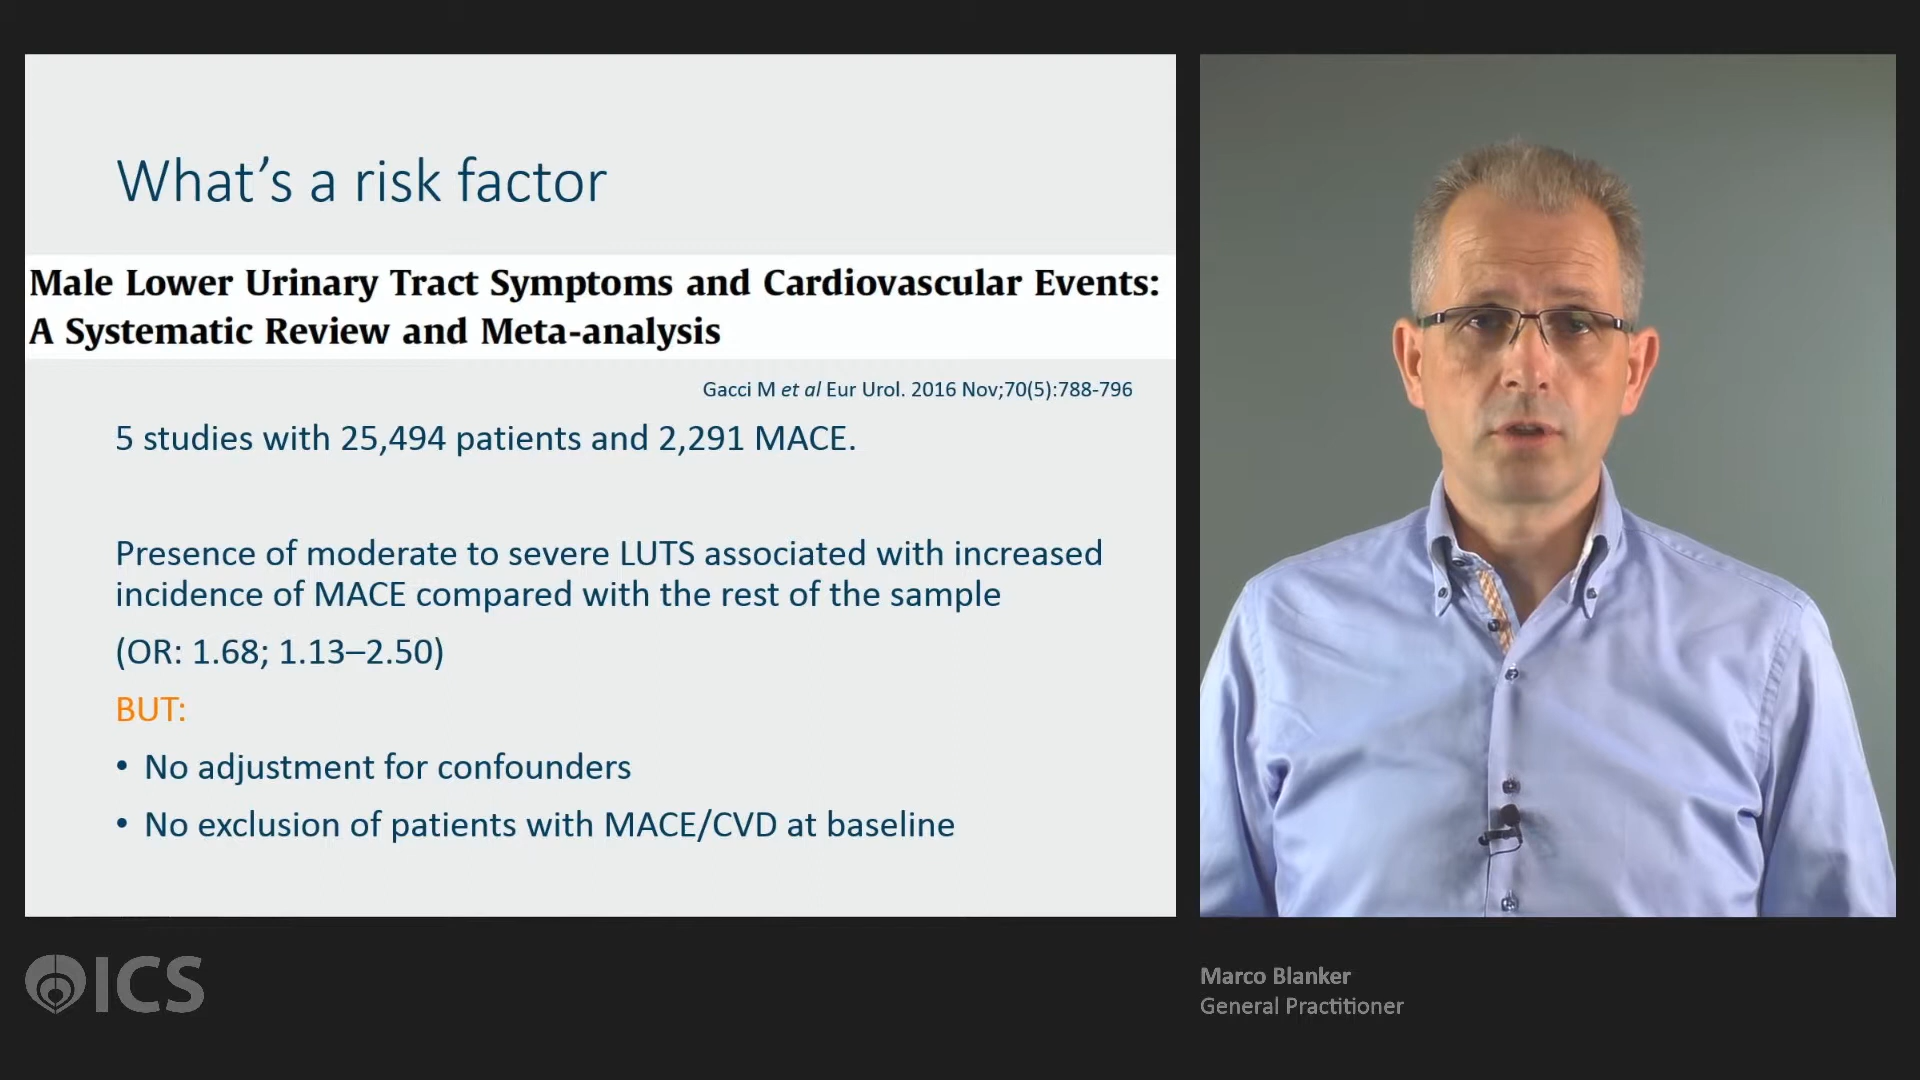 What's a risk factor
Male Lower Urinary Tract Symptoms and Cardiovascular Events:
A Systematic Review and Meta-analysis
Gacci M et al Eur Urol. 2016 Nov;70(5):788-796
5 studies with 25,494 patients and 2,291 MACE.
Presence of moderate to severe LUTS associated with increased
incidence of MACE compared with the rest of the sample
(OR: 1.68; 1.13–2.50)
BUT:
• No adjustment for confounders
• No exclusion of patients with MACE/CVD at baseline
ICS
Marco Blanker
General Practitioner